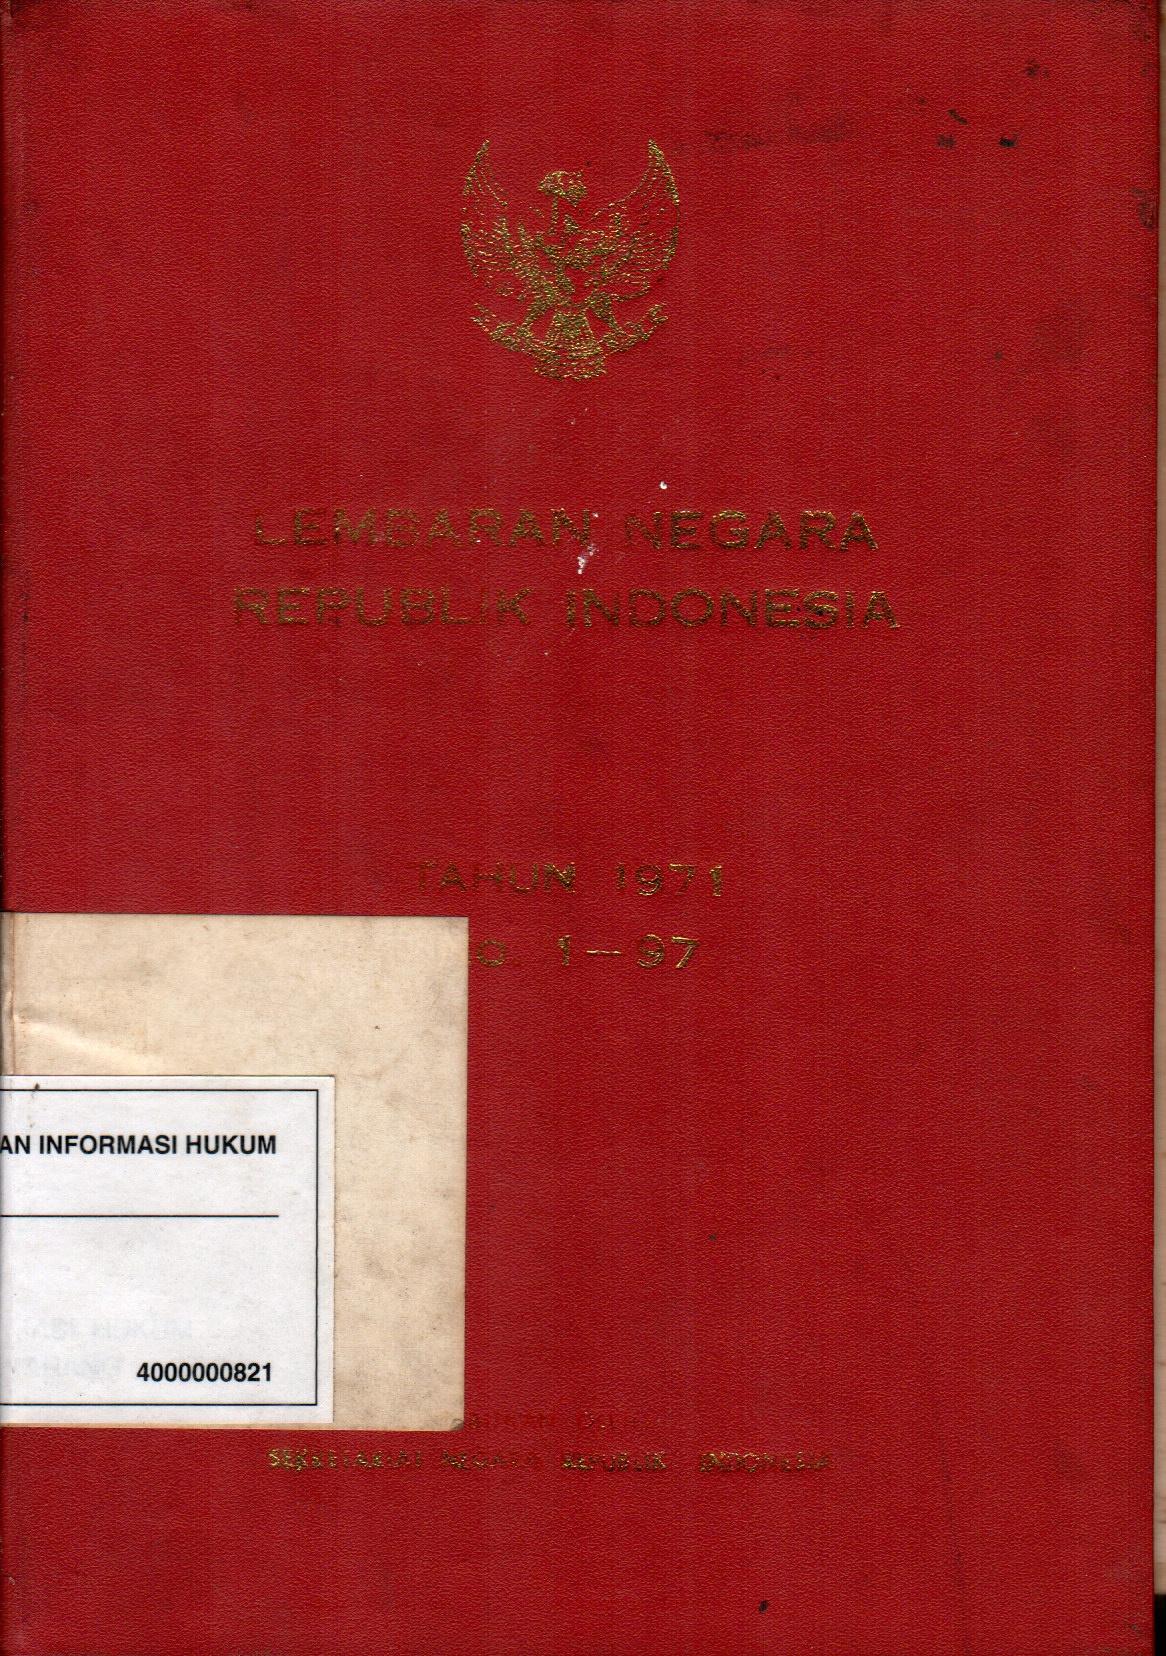 LEMBARAN NEGARA
REPUBLIK INDONESIA
TAHUN 1971
O. 1—97
AN INFORMASI HUKUM
4000000821
SEKRETARIAT NEGARA REPUBLIK INDONESIA